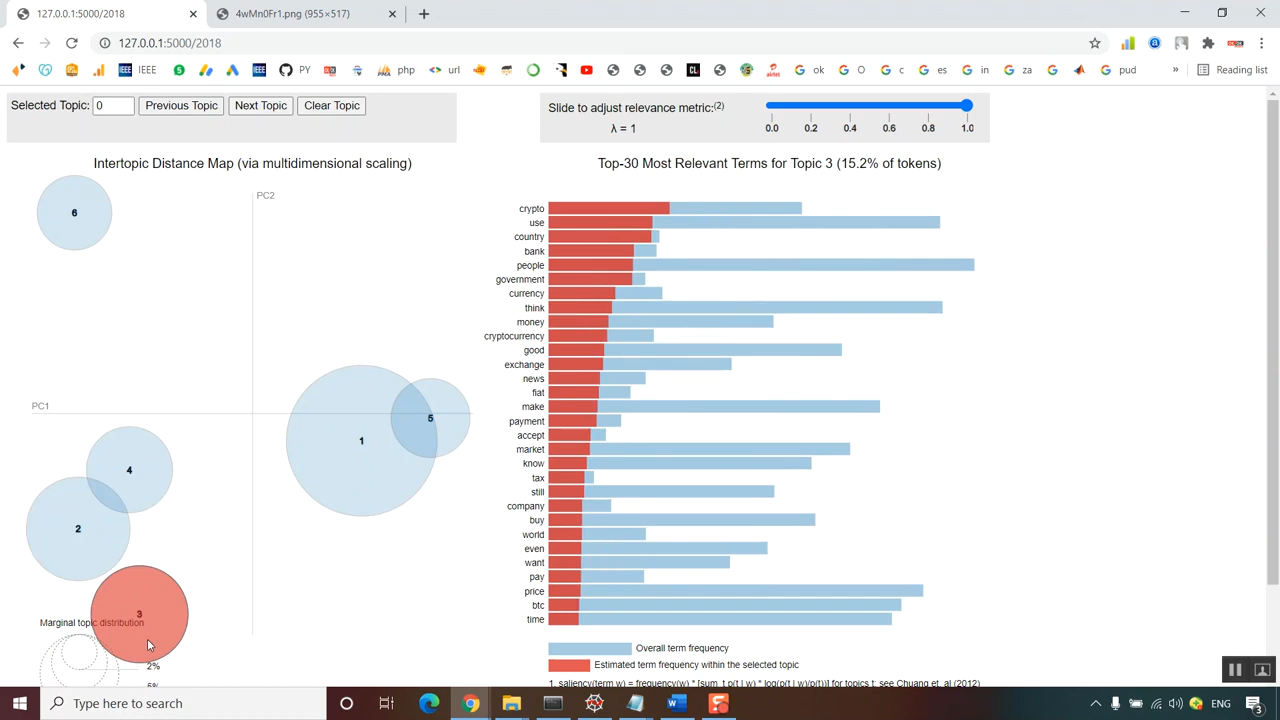 127.0.0.1:5000/2018
4wMn0Fr1.png (955×517)
127.0.0.1:5000/2018
IEEE
PY
php
url
ok
O
c
es
in
za
pud
»
Reading list
Selected Topic: 0 Previous Topic Next Topic Clear Topic
Slide to adjust relevance metric:(2)
λ = 1
0.0 0.2 0.4 0.6 0.8 1.0
Intertopic Distance Map (via multidimensional scaling)
Top-30 Most Relevant Terms for Topic 3 (15.2% of tokens)
PC2
PC1
6
5
1
4
2
3
Marginal topic distribution
2%
5%
crypto
use
country
bank
people
government
currency
think
money
cryptocurrency
good
exchange
news
fiat
make
payment
accept
market
know
tax
still
company
buy
world
even
want
pay
price
btc
time
Overall term frequency
Estimated term frequency within the selected topic
1. saliency(term w) = frequency(w) * [sum_t p(t | w) * log(p(t | w)/p(t))] for topics t; see Chuang et. al (2012)
Type here to search
ENG
3